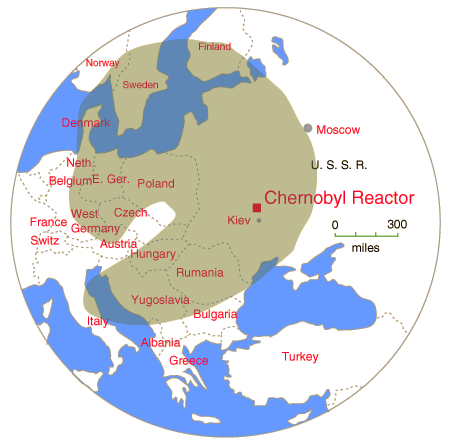 Finland
Norway
Sweden
Denmark
Moscow
U. S. S. R.
Neth.
Belgium
E. Ger.
Poland
Chernobyl Reactor
Kiev
West
Germany
Czech.
France
Switz
Austria
Hungary
0 300
miles
Rumania
Yugoslavia
Bulgaria
Italy
Albania
Greece
Turkey